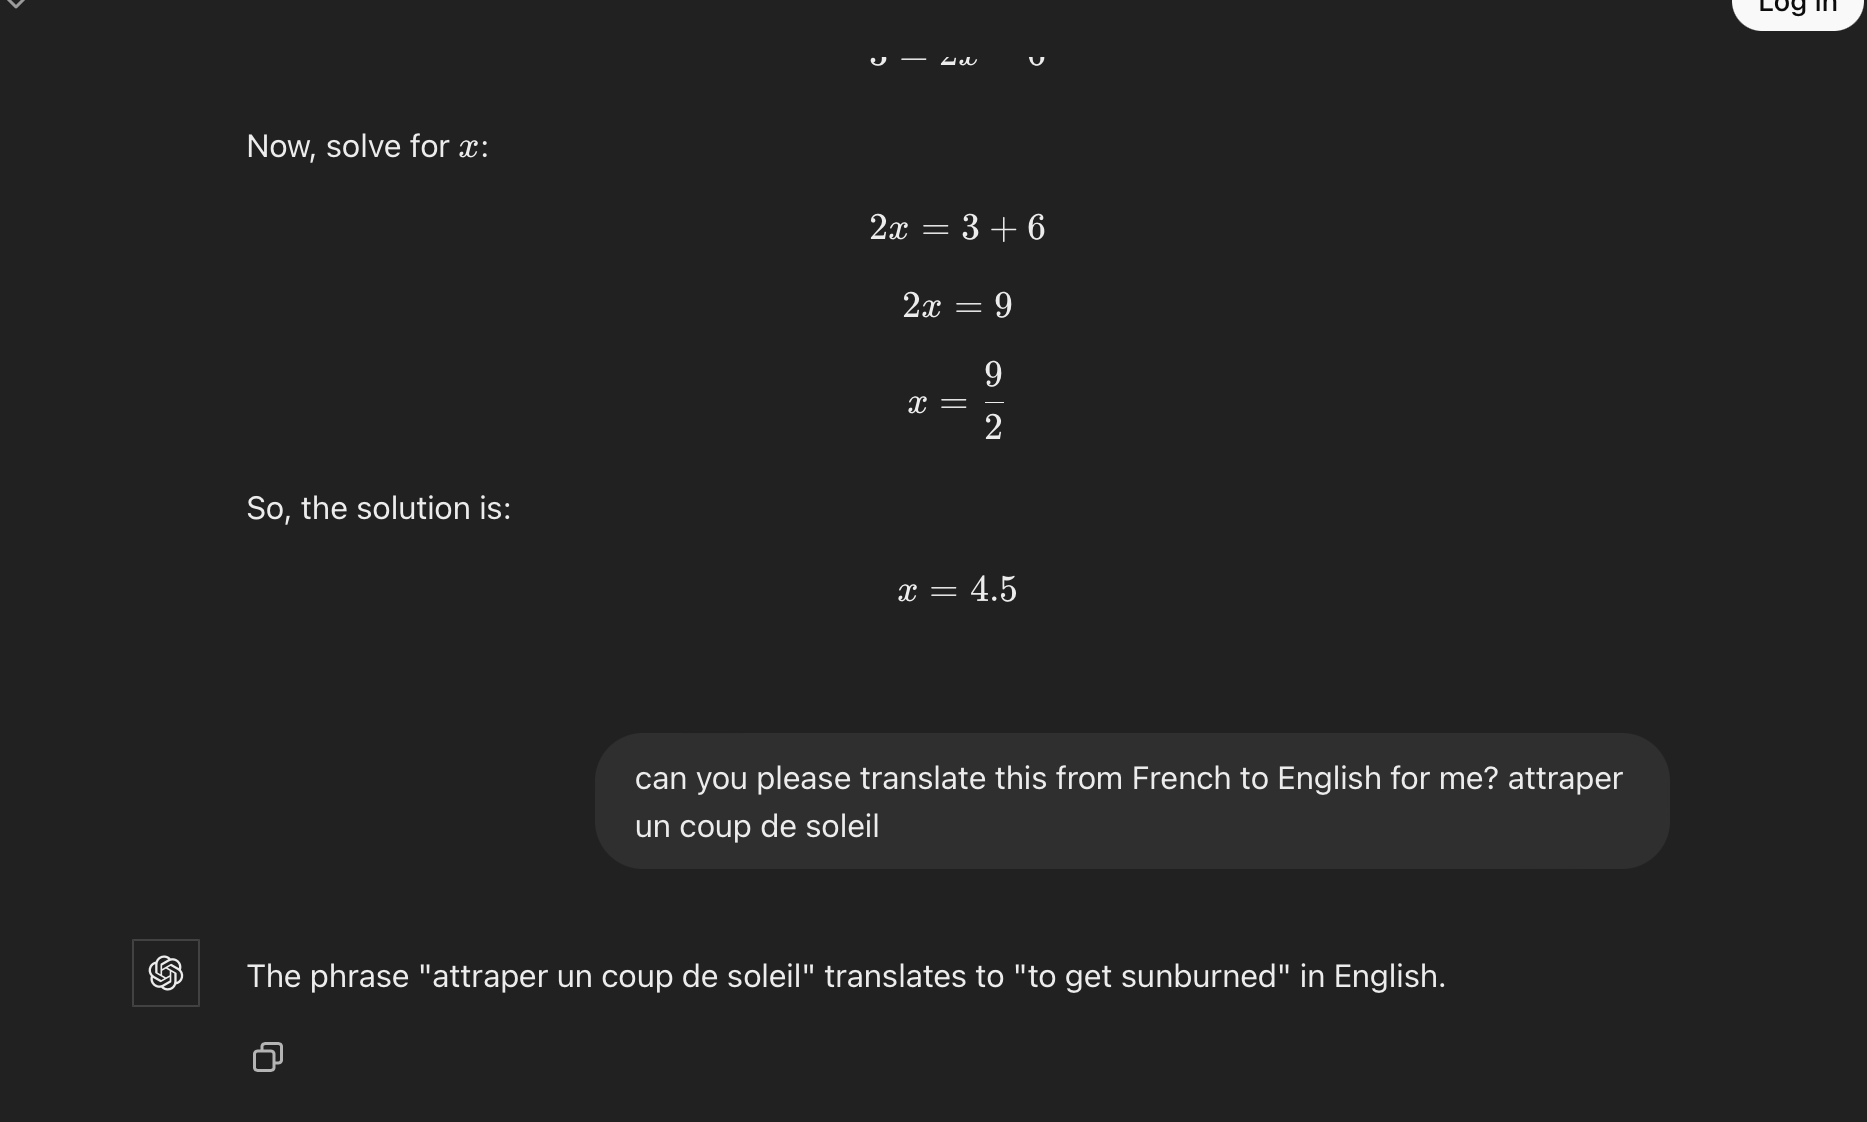 Log in
Now, solve for x:
2x = 3 + 6
2x = 9
x = 9/2
So, the solution is:
x = 4.5
can you please translate this from French to English for me? attraper
un coup de soleil
The phrase "attraper un coup de soleil" translates to "to get sunburned" in English.